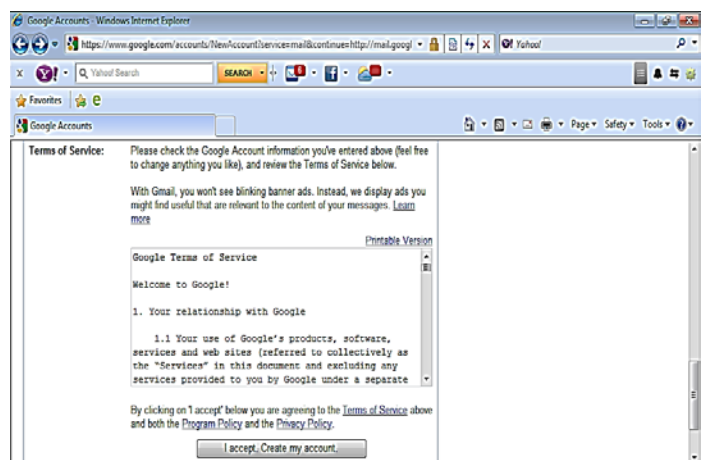 Google Accounts - Windows Internet Explorer
https://www.google.com/accounts/NewAccount?service=mail&continue=http://mail.googl
Yahoo!
x Y! Yahoo! Search SEARCH
Favorites
Google Accounts
Page Safety Tools
Terms of Service: Please check the Google Account information you've entered above (feel free
to change anything you like), and review the Terms of Service below.
With Gmail, you won't see blinking banner ads. Instead, we display ads you
might find useful that are relevant to the content of your messages. Learn
more
Printable Version
Google Terms of Service
Welcome to Google!
1. Your relationship with Google
1.1 Your use of Google's products, software,
services and web sites (referred to collectively as
the "Services" in this document and excluding any
services provided to you by Google under a separate
By clicking on 'I accept' below you are agreeing to the Terms of Service above
and both the Program Policy and the Privacy Policy.
I accept. Create my account.